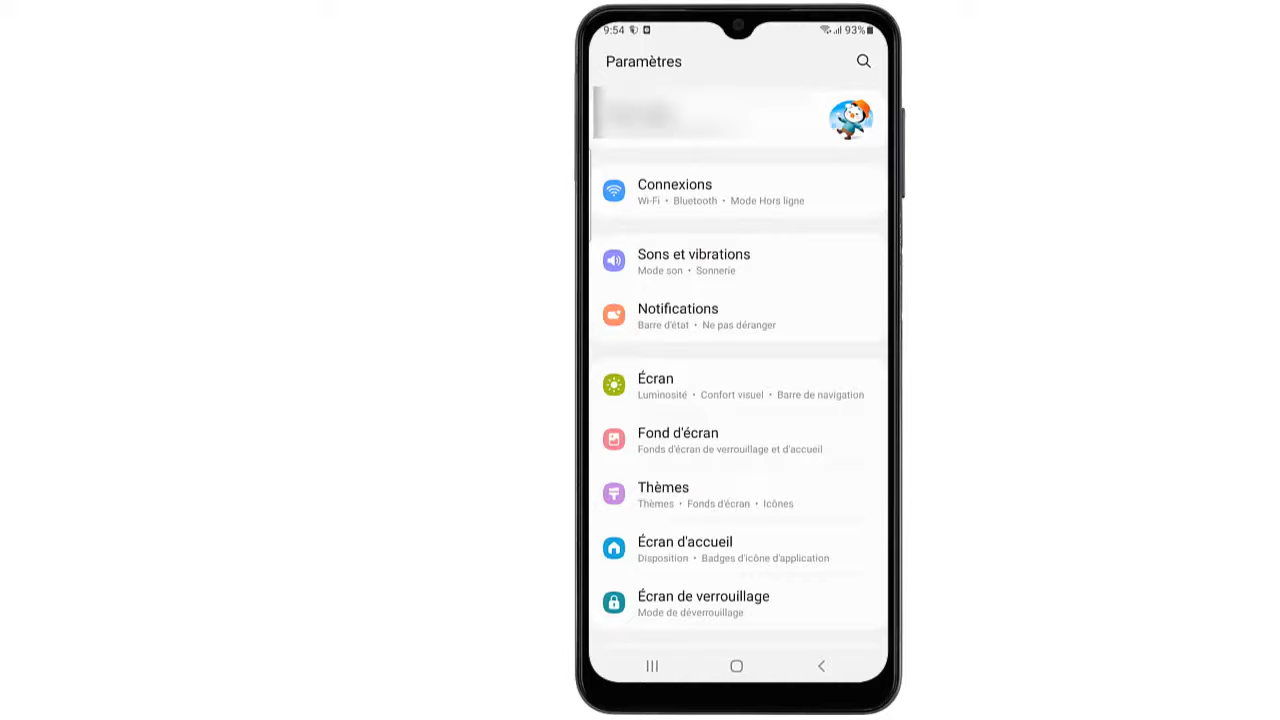 9:54 93%
Paramètres
Connexions
Wi-Fi • Bluetooth • Mode Hors ligne
Sons et vibrations
Mode son • Sonnerie
Notifications
Barre d'état • Ne pas déranger
Écran
Luminosité • Confort visuel • Barre de navigation
Fond d'écran
Fonds d'écran de verrouillage et d'accueil
Thèmes
Thèmes • Fonds d'écran • Icônes
Écran d'accueil
Disposition • Badges d'icône d'application
Écran de verrouillage
Mode de déverrouillage